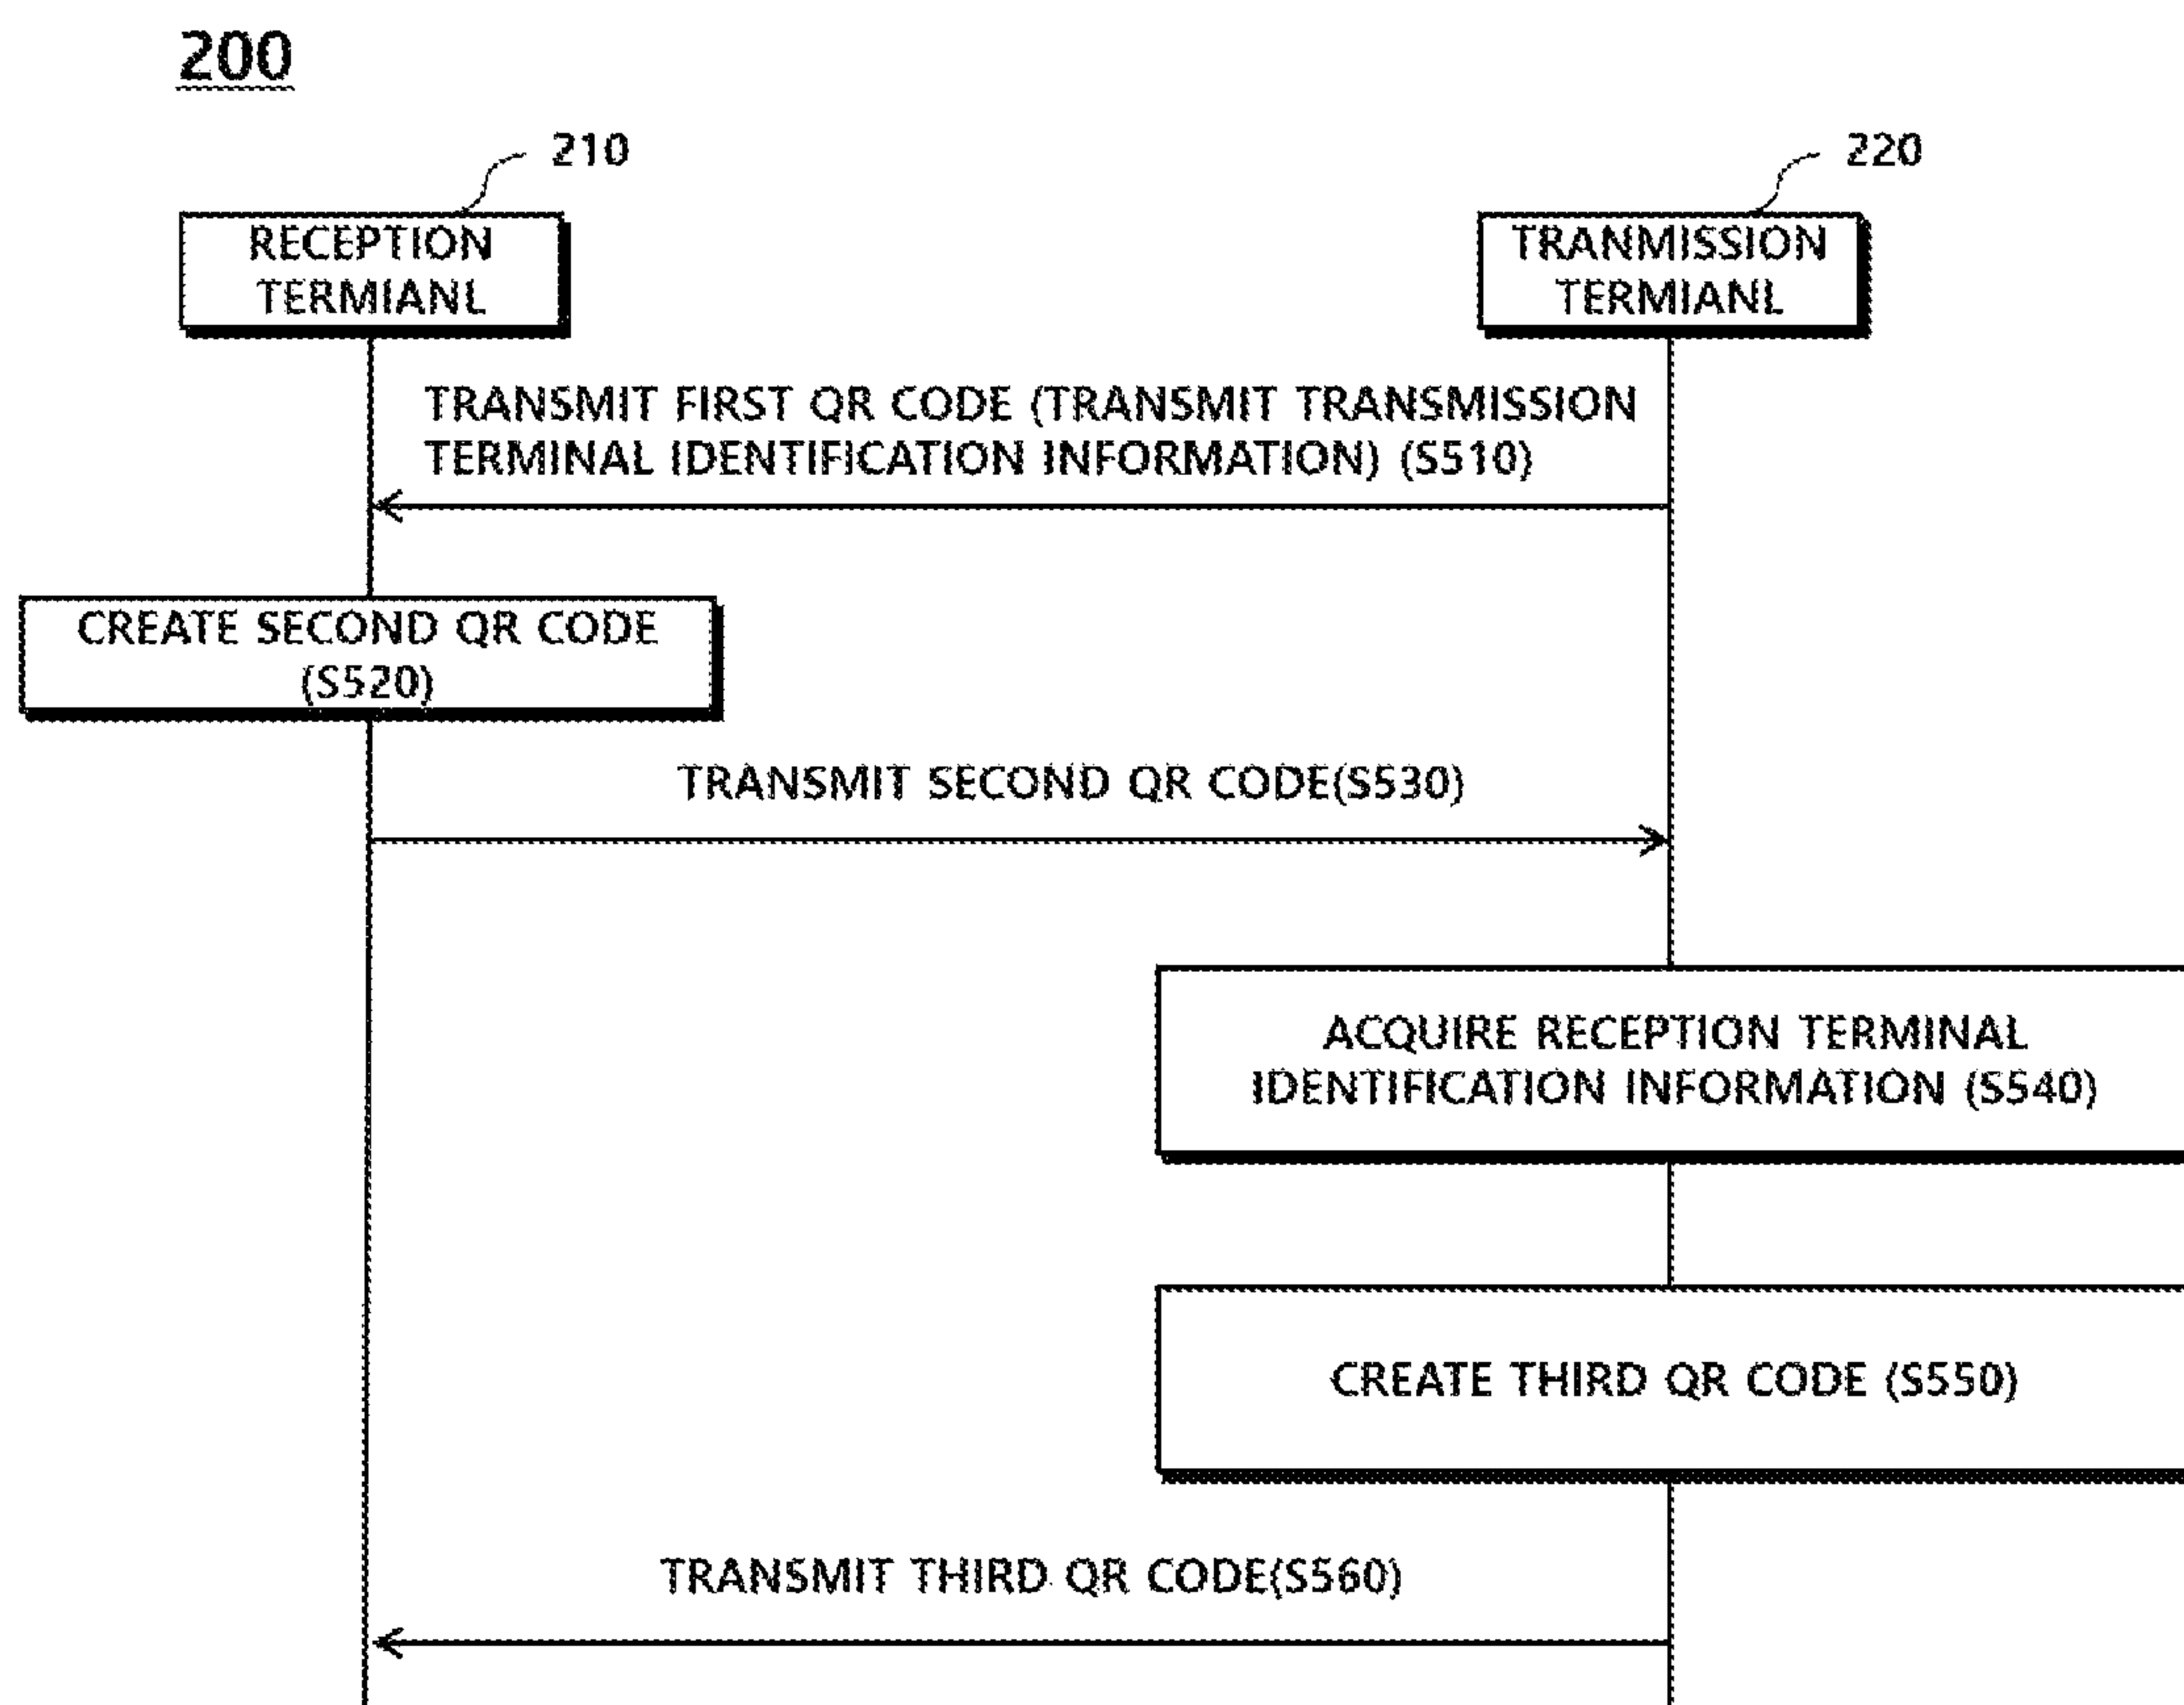 200
210
220
RECEPTION
TERMIANL
TRANMISSION
TERMIANL
TRANSMIT FIRST QR CODE (TRANSMIT TRANSMISSION
TERMINAL IDENTIFICATION INFORMATION) (S510)
CREATE SECOND QR CODE
(S520)
TRANSMIT SECOND QR CODE(S530)
ACQUIRE RECEPTION TERMINAL
IDENTIFICATION INFORMATION (S540)
CREATE THIRD QR CODE (S550)
TRANSMIT THIRD QR CODE(S560)